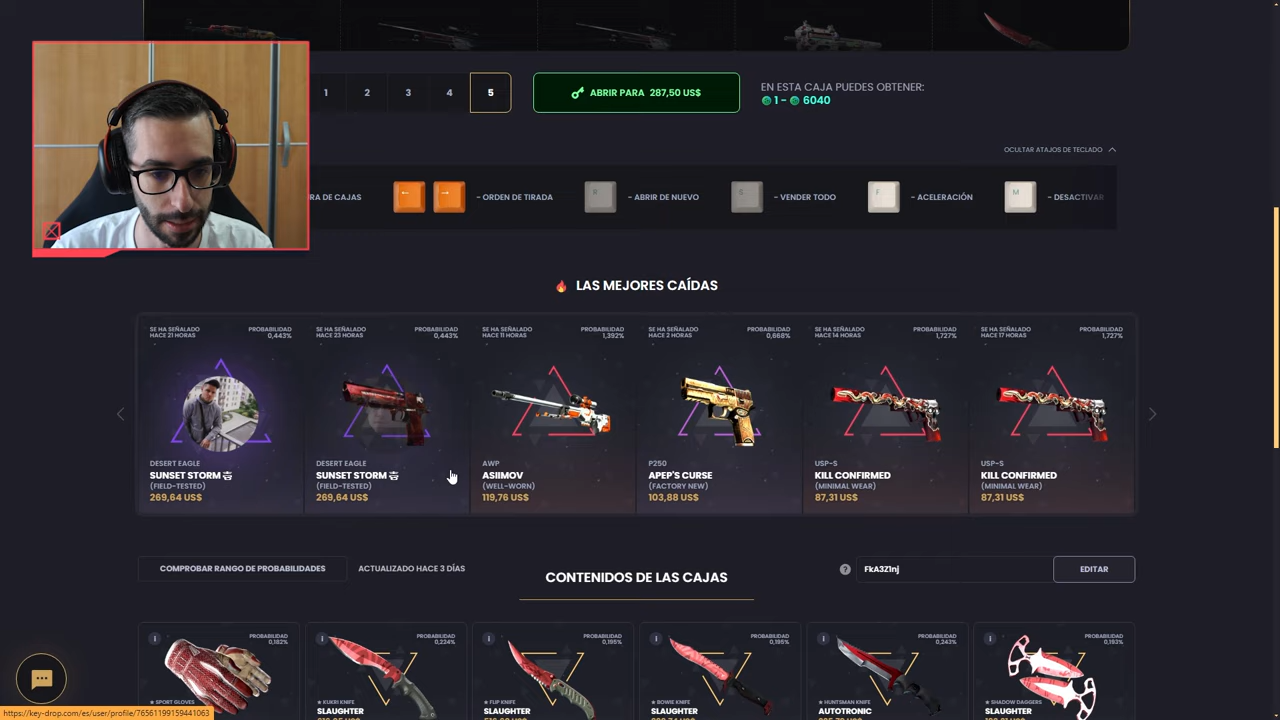 1 2 3 4 5
ABRIR PARA 287,50 US$
EN ESTA CAJA PUEDES OBTENER:
1 - 6040
OCULTAR ATAJOS DE TECLADO
RA DE CAJAS
← → - ORDEN DE TIRADA
R - ABRIR DE NUEVO
S - VENDER TODO
F - ACELERACIÓN
M - DESACTIVAR
LAS MEJORES CAÍDAS
SE HA SEÑALADO
HACE 21 HORAS
PROBABILIDAD
0,443%
DESERT EAGLE
SUNSET STORM 壱
(FIELD-TESTED)
269,64 US$
SE HA SEÑALADO
HACE 23 HORAS
PROBABILIDAD
0,443%
DESERT EAGLE
SUNSET STORM 壱
(FIELD-TESTED)
269,64 US$
SE HA SEÑALADO
HACE 11 HORAS
PROBABILIDAD
1,392%
AWP
ASIIMOV
(WELL-WORN)
119,76 US$
SE HA SEÑALADO
HACE 2 HORAS
PROBABILIDAD
0,668%
P250
APEP'S CURSE
(FACTORY NEW)
103,88 US$
SE HA SEÑALADO
HACE 14 HORAS
PROBABILIDAD
1,727%
USP-S
KILL CONFIRMED
(MINIMAL WEAR)
87,31 US$
SE HA SEÑALADO
HACE 17 HORAS
PROBABILIDAD
1,727%
USP-S
KILL CONFIRMED
(MINIMAL WEAR)
87,31 US$
COMPROBAR RANGO DE PROBABILIDADES
ACTUALIZADO HACE 3 DÍAS
CONTENIDOS DE LAS CAJAS
? FkA3Z1nj
EDITAR
I
PROBABILIDAD
0,182%
★ SPORT GLOVES
I
PROBABILIDAD
0,224%
★ KUKRI KNIFE
SLAUGHTER
I
PROBABILIDAD
0,195%
★ FLIP KNIFE
SLAUGHTER
I
PROBABILIDAD
0,195%
★ BOWIE KNIFE
SLAUGHTER
I
PROBABILIDAD
0,243%
★ HUNTSMAN KNIFE
AUTOTRONIC
I
PROBABILIDAD
0,193%
★ SHADOW DAGGERS
SLAUGHTER
https://key-drop.com/es/user/profile/76561199159441063